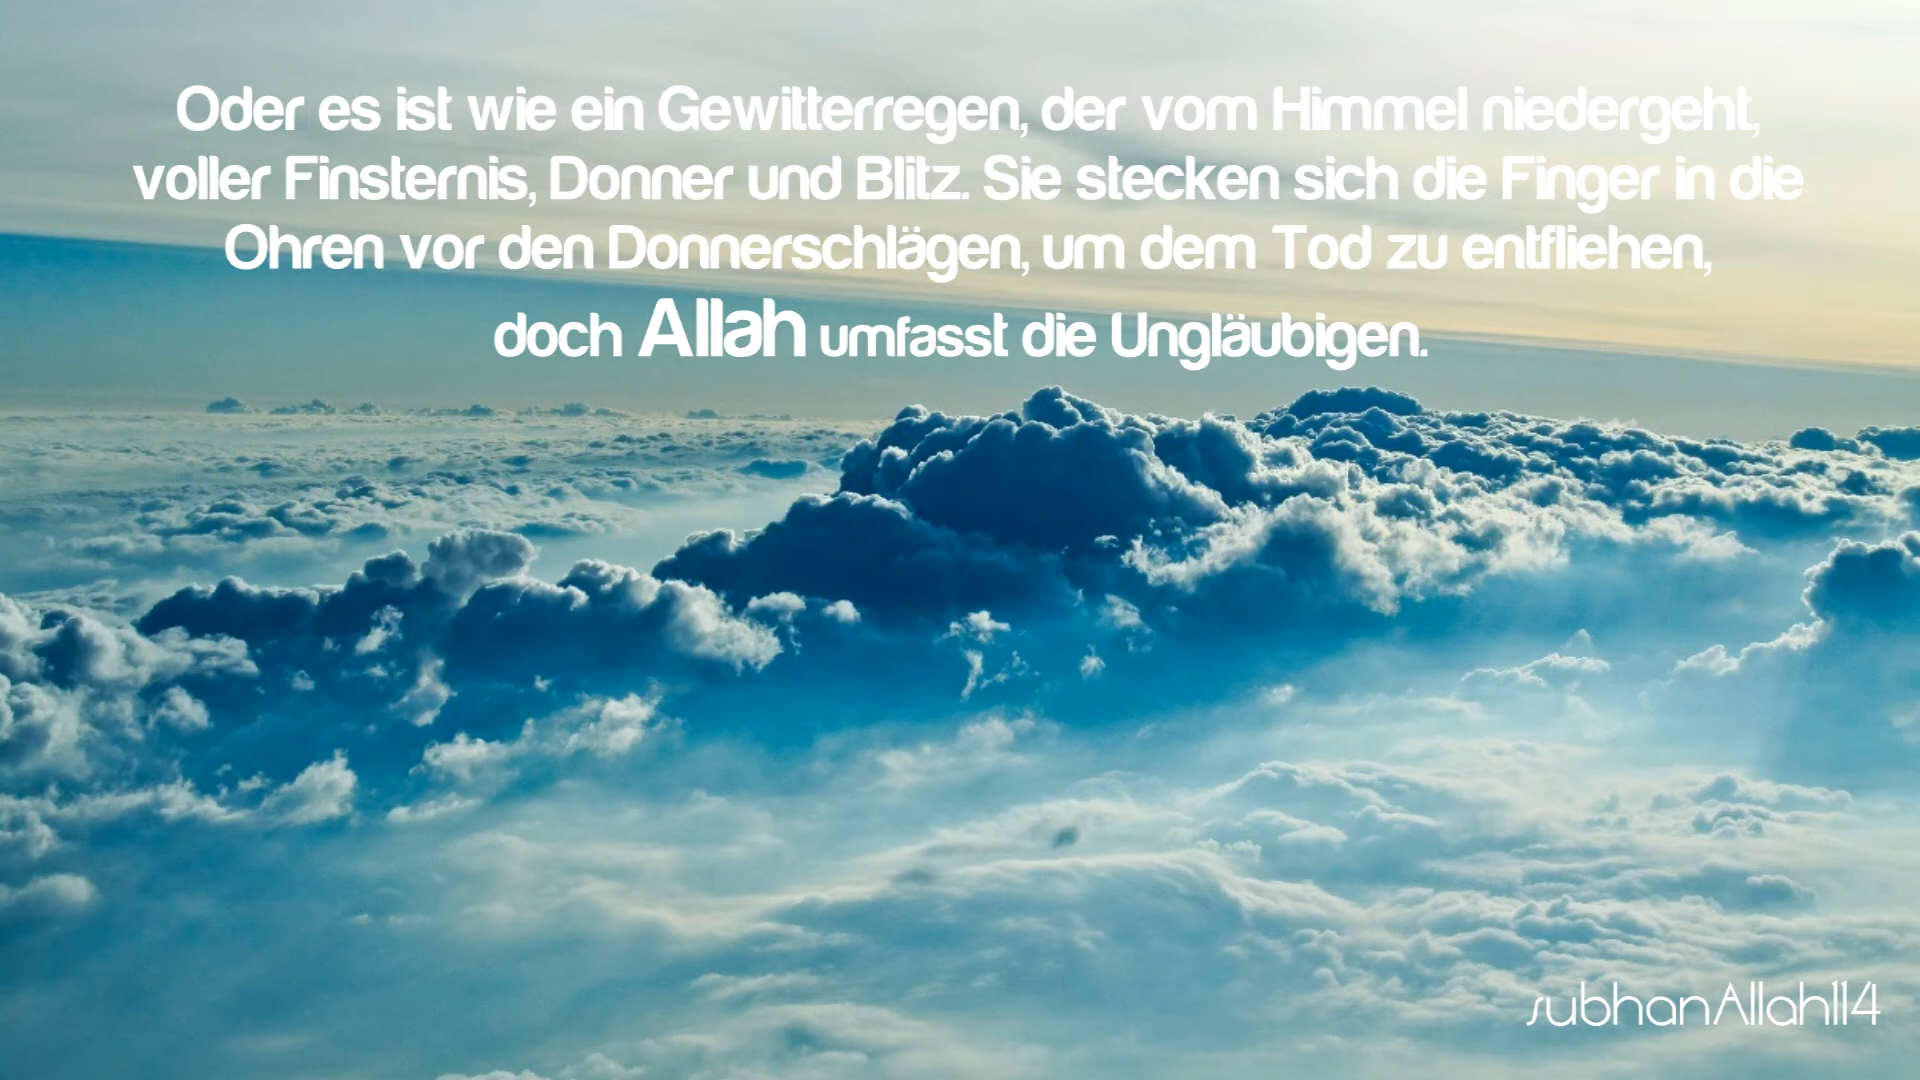 Oder es ist wie ein Gewitterregen, der vom Himmel niedergeht,
voller Finsternis, Donner und Blitz. Sie stecken sich die Finger in die
Ohren vor den Donnerschlägen, um dem Tod zu entfliehen,
doch Allah umfasst die Ungläubigen.
subhanAllah114